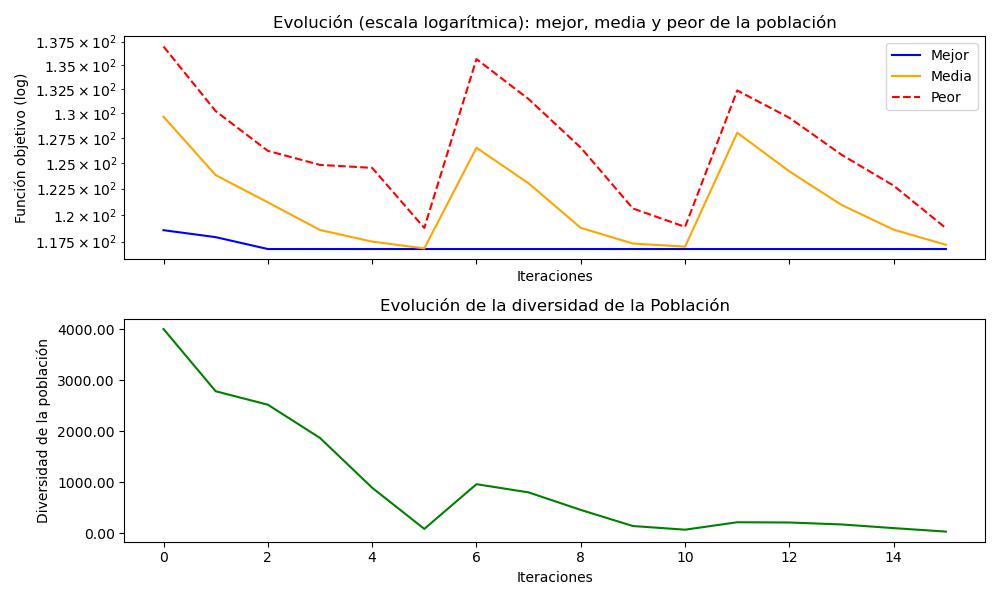 Evolución (escala logarítmica): mejor, media y peor de la población
Función objetivo (log)
1.375 × 10²
1.35 × 10²
1.325 × 10²
1.3 × 10²
1.275 × 10²
1.25 × 10²
1.225 × 10²
1.2 × 10²
1.175 × 10²
Mejor
Media
Peor
Iteraciones
Evolución de la diversidad de la Población
Diversidad de la población
4000.00
3000.00
2000.00
1000.00
0.00
0 2 4 6 8 10 12 14
Iteraciones